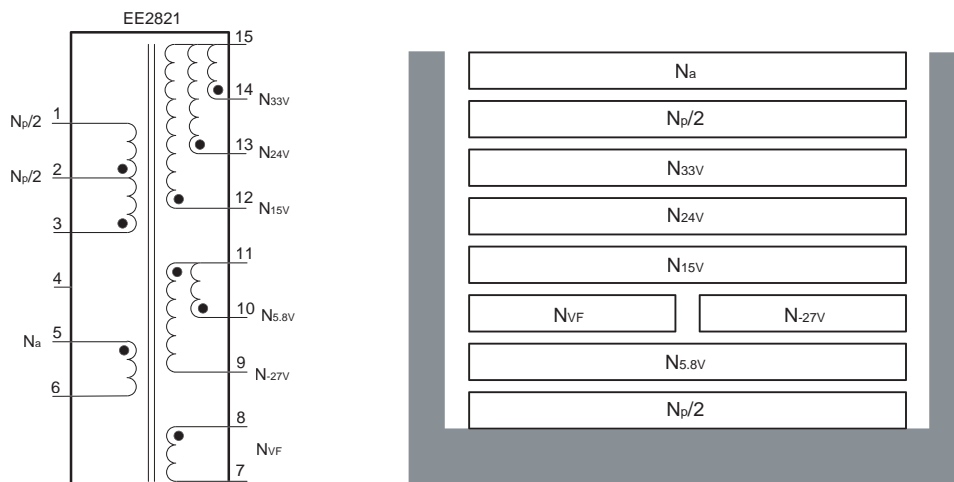 EE2821
15
14 N33V
Np/2 1
13 N24V
Np/2 2
12 N15V
3
11
4
10 N5.8V
Na 5
9 N-27V
6
8
NVF
7
Na
Np/2
N33V
N24V
N15V
NVF N-27V
N5.8V
Np/2